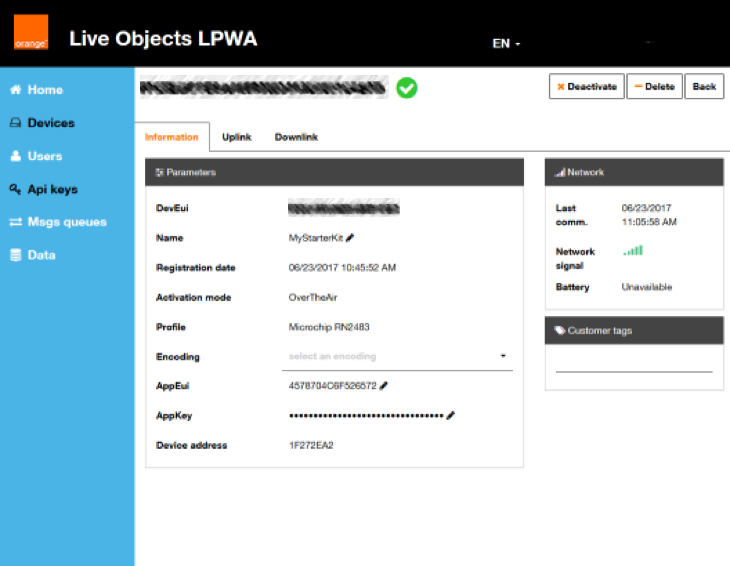 orange™
Live Objects LPWA
EN
Home
Devices
Users
Api keys
Msgs queues
Data
Deactivate
Delete
Back
Information
Uplink
Downlink
Parameters
DevEui
Name MyStarterKit
Registration date 06/23/2017 10:45:52 AM
Activation mode OverTheAir
Profile Microchip RN2483
Encoding select an encoding
AppEui 4578704C6F526572
AppKey ••••••••••••••••••••••••••••••••
Device address 1F272EA2
Network
Last 06/23/2017
comm. 11:05:58 AM
Network
signal
Battery Unavailable
Customer tags